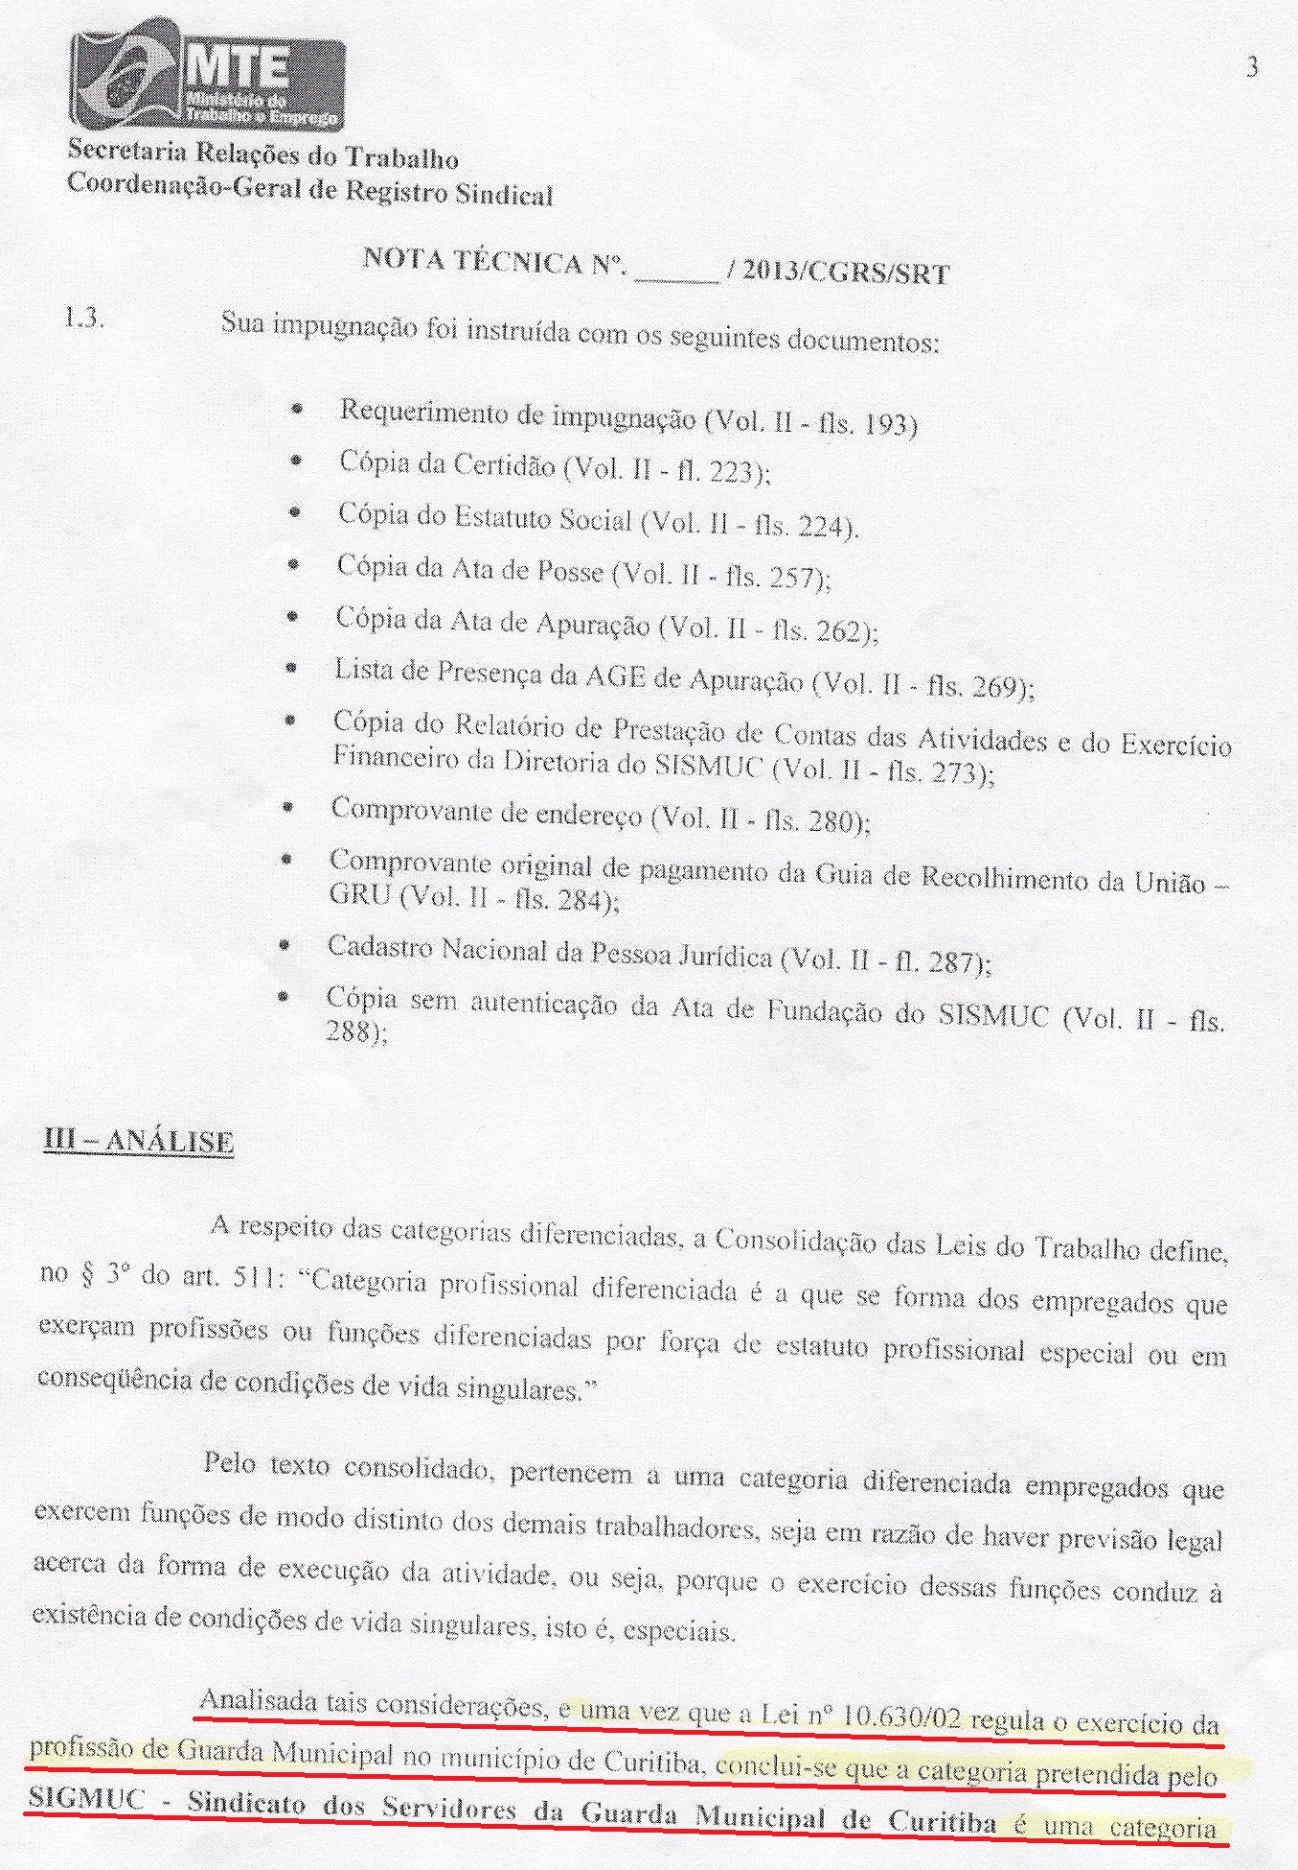 3
MTE
Ministério do
Trabalho e Emprego
Secretaria Relações do Trabalho
Coordenação-Geral de Registro Sindical
NOTA TÉCNICA Nº. ______ / 2013/CGRS/SRT
1.3. Sua impugnação foi instruída com os seguintes documentos:
• Requerimento de impugnação (Vol. II - fls. 193)
• Cópia da Certidão (Vol. II - fl. 223);
• Cópia do Estatuto Social (Vol. II - fls. 224).
• Cópia da Ata de Posse (Vol. II - fls. 257);
• Cópia da Ata de Apuração (Vol. II - fls. 262);
• Lista de Presença da AGE de Apuração (Vol. II - fls. 269);
• Cópia do Relatório de Prestação de Contas das Atividades e do Exercício
Financeiro da Diretoria do SISMUC (Vol. II - fls. 273);
• Comprovante de endereço (Vol. II - fls. 280);
• Comprovante original de pagamento da Guia de Recolhimento da União –
GRU (Vol. II - fls. 284);
• Cadastro Nacional da Pessoa Jurídica (Vol. II - fl. 287);
• Cópia sem autenticação da Ata de Fundação do SISMUC (Vol. II - fls.
288);
III – ANÁLISE
A respeito das categorias diferenciadas, a Consolidação das Leis do Trabalho define,
no § 3º do art. 511: “Categoria profissional diferenciada é a que se forma dos empregados que
exerçam profissões ou funções diferenciadas por força de estatuto profissional especial ou em
conseqüência de condições de vida singulares.”
Pelo texto consolidado, pertencem a uma categoria diferenciada empregados que
exercem funções de modo distinto dos demais trabalhadores, seja em razão de haver previsão legal
acerca da forma de execução da atividade, ou seja, porque o exercício dessas funções conduz à
existência de condições de vida singulares, isto é, especiais.
Analisada tais considerações, e uma vez que a Lei nº 10.630/02 regula o exercício da
profissão de Guarda Municipal no município de Curitiba, conclui-se que a categoria pretendida pelo
SIGMUC - Sindicato dos Servidores da Guarda Municipal de Curitiba é uma categoria